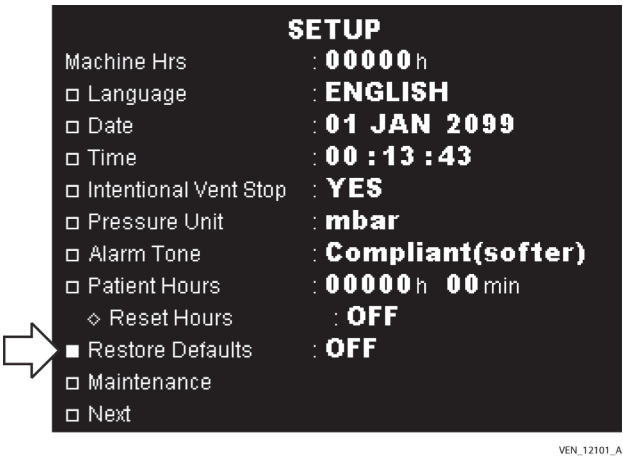 SETUP
Machine Hrs : 00000 h
Language : ENGLISH
Date : 01 JAN 2099
Time : 00 : 13 : 43
Intentional Vent Stop : YES
Pressure Unit : mbar
Alarm Tone : Compliant(softer)
Patient Hours : 00000 h 00 min
Reset Hours : OFF
Restore Defaults : OFF
Maintenance
Next
VEN_12101_A